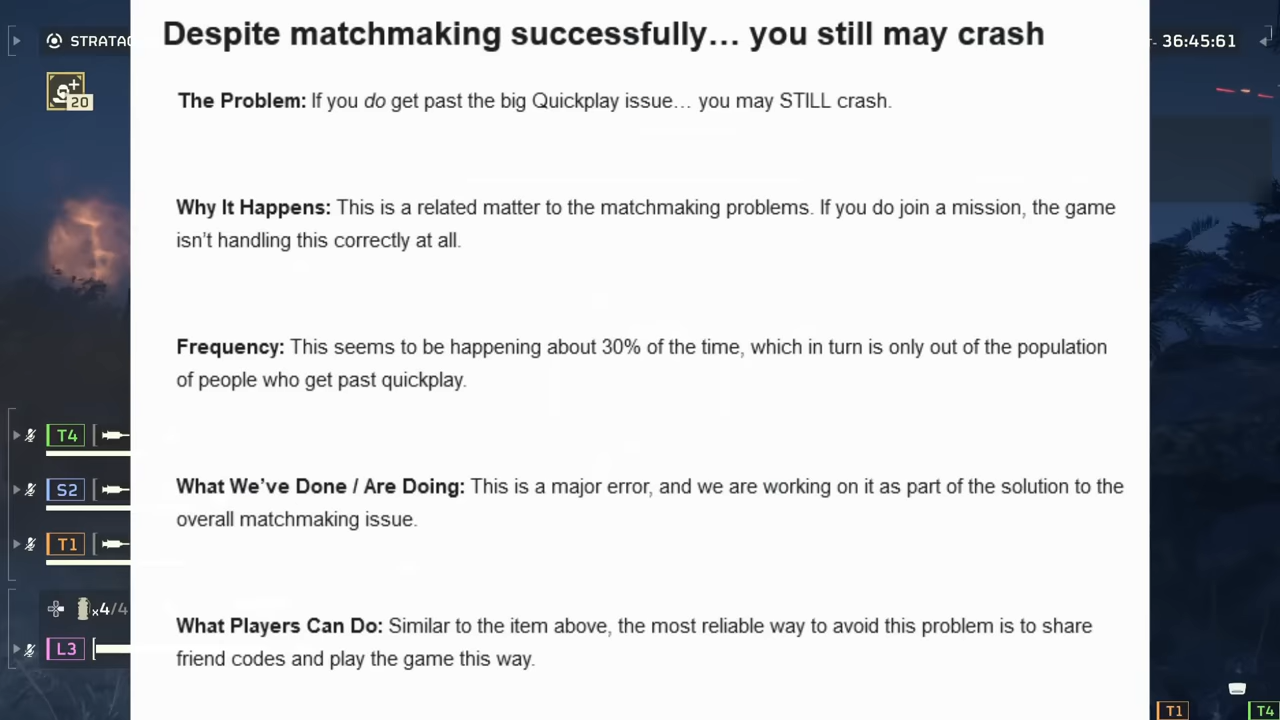 Despite matchmaking successfully… you still may crash
STRATAG
36:45:61
20
The Problem: If you do get past the big Quickplay issue… you may STILL crash.
Why It Happens: This is a related matter to the matchmaking problems. If you do join a mission, the game
isn’t handling this correctly at all.
Frequency: This seems to be happening about 30% of the time, which in turn is only out of the population
of people who get past quickplay.
T4
What We’ve Done / Are Doing: This is a major error, and we are working on it as part of the solution to the
S2
overall matchmaking issue.
T1
x4/4
What Players Can Do: Similar to the item above, the most reliable way to avoid this problem is to share
L3
friend codes and play the game this way.
T1
T4